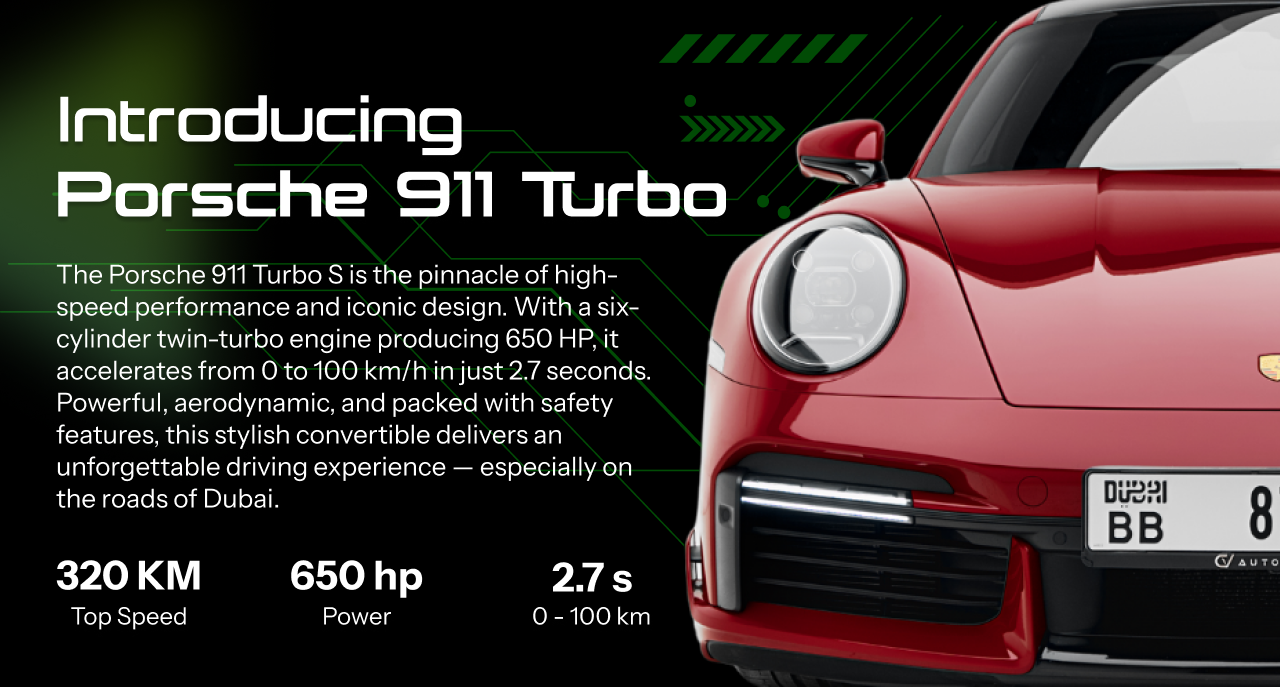 Introducing
Porsche 911 Turbo
The Porsche 911 Turbo S is the pinnacle of high-
speed performance and iconic design. With a six-
cylinder twin-turbo engine producing 650 HP, it
accelerates from 0 to 100 km/h in just 2.7 seconds.
Powerful, aerodynamic, and packed with safety
features, this stylish convertible delivers an
unforgettable driving experience — especially on
the roads of Dubai.
320 KM
650 hp
2.7 s
Top Speed
Power
0 - 100 km
DUBAI
BB
8
AUTO